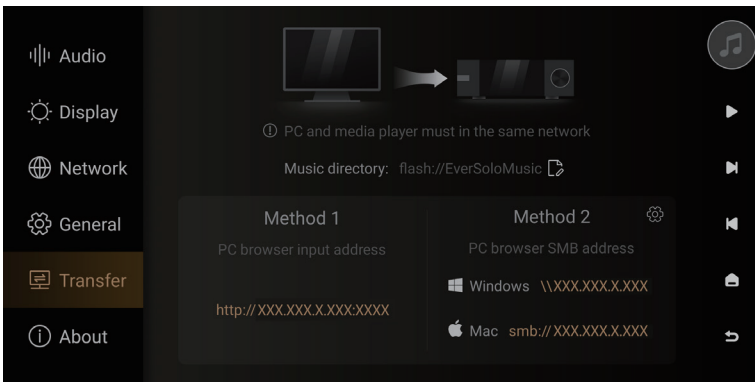 Audio
Display
Network
General
Transfer
About
PC and media player must in the same network
Music directory: flash://EverSoloMusic
Method 1
PC browser input address
http://XXX.XXX.X.XXX:XXXX
Method 2
PC browser SMB address
Windows \\XXX.XXX.X.XXX
Mac smb://XXX.XXX.X.XXX